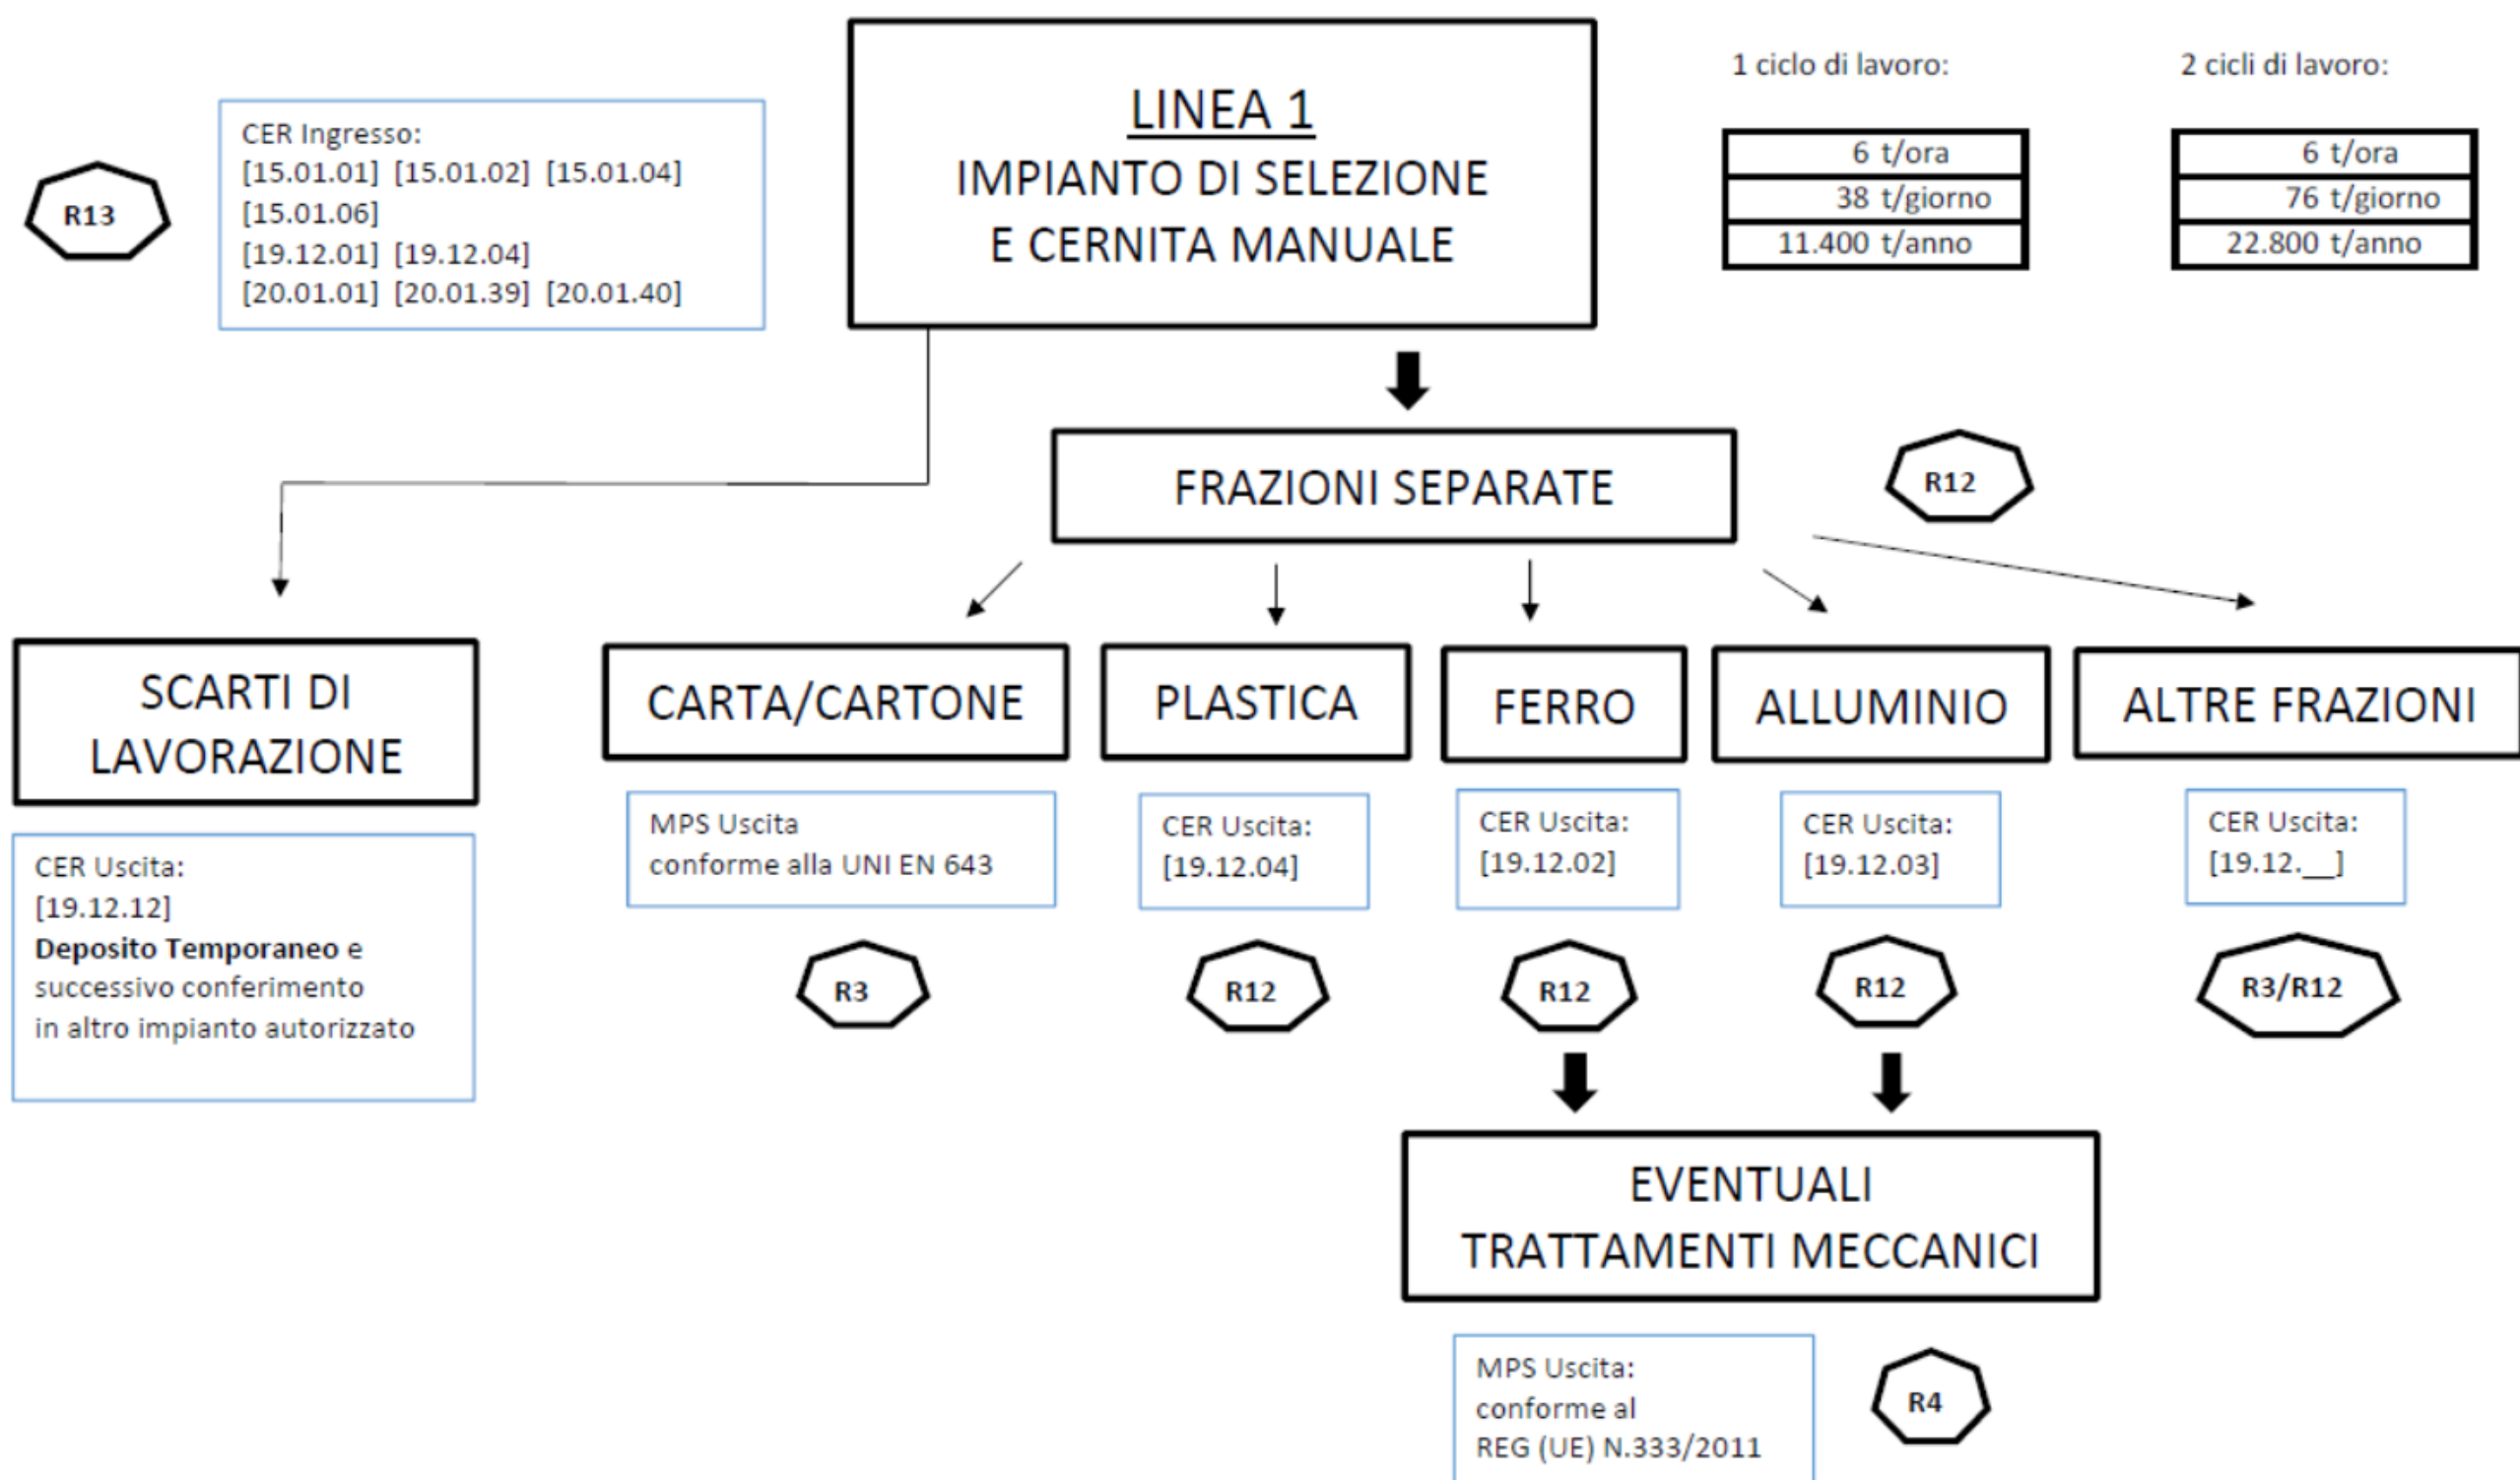 LINEA 1
IMPIANTO DI SELEZIONE
E CERNITA MANUALE
R13
CER Ingresso:
[15.01.01] [15.01.02] [15.01.04]
[15.01.06]
[19.12.01] [19.12.04]
[20.01.01] [20.01.39] [20.01.40]
1 ciclo di lavoro:
6 t/ora
38 t/giorno
11.400 t/anno
2 cicli di lavoro:
6 t/ora
76 t/giorno
22.800 t/anno
FRAZIONI SEPARATE
R12
SCARTI DI
LAVORAZIONE
CER Uscita:
[19.12.12]
Deposito Temporaneo e
successivo conferimento
in altro impianto autorizzato
CARTA/CARTONE
MPS Uscita
conforme alla UNI EN 643
R3
PLASTICA
CER Uscita:
[19.12.04]
R12
FERRO
CER Uscita:
[19.12.02]
R12
ALLUMINIO
CER Uscita:
[19.12.03]
R12
ALTRE FRAZIONI
CER Uscita:
[19.12.__]
R3/R12
EVENTUALI
TRATTAMENTI MECCANICI
MPS Uscita:
conforme al
REG (UE) N.333/2011
R4